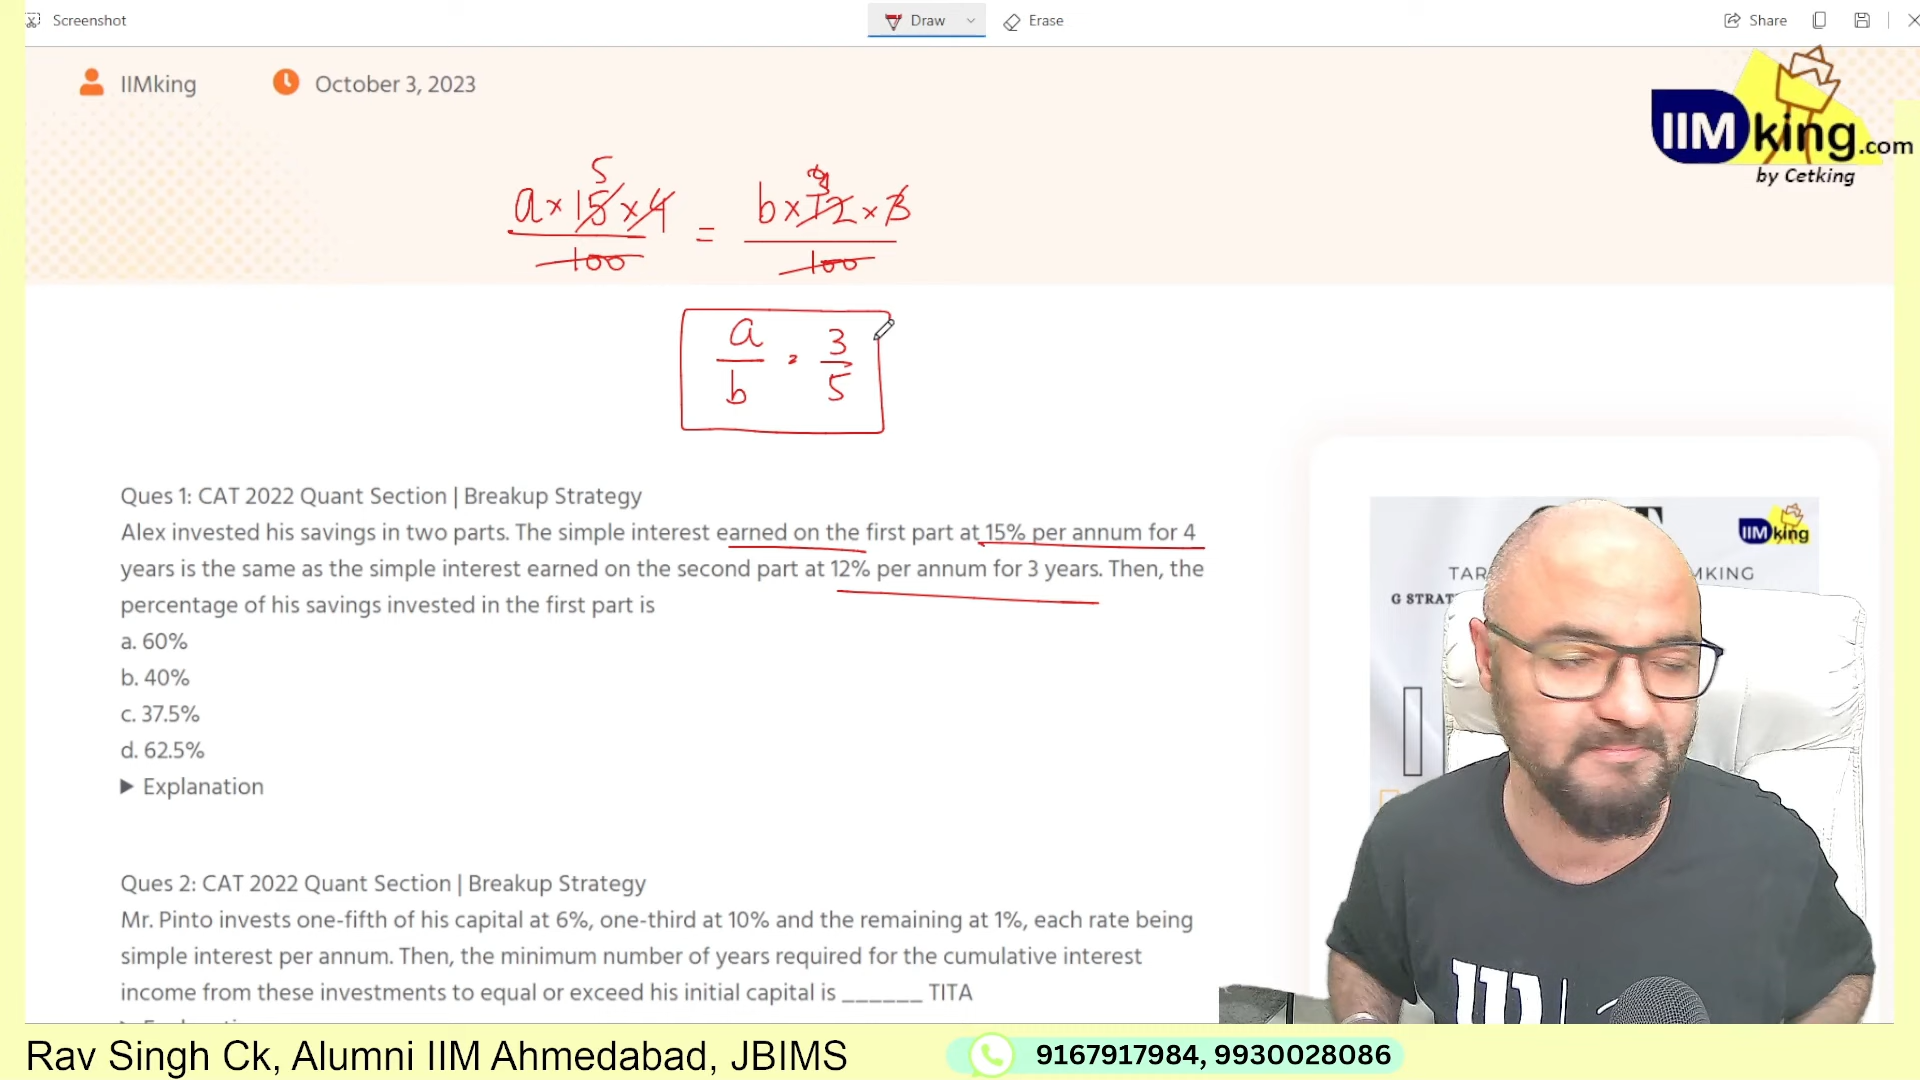 Screenshot
Draw
Erase
Share
IIMking
October 3, 2023
IIMking.com
by Cetking
5
a × 15 × 4 = b × 12 × 3
100 100
a 3
b 5
Ques 1: CAT 2022 Quant Section | Breakup Strategy
Alex invested his savings in two parts. The simple interest earned on the first part at 15% per annum for 4
years is the same as the simple interest earned on the second part at 12% per annum for 3 years. Then, the
percentage of his savings invested in the first part is
a. 60%
b. 40%
c. 37.5%
d. 62.5%
Explanation
IIMking
TAR
MKING
G STRAT
Ques 2: CAT 2022 Quant Section | Breakup Strategy
Mr. Pinto invests one-fifth of his capital at 6%, one-third at 10% and the remaining at 1%, each rate being
simple interest per annum. Then, the minimum number of years required for the cumulative interest
income from these investments to equal or exceed his initial capital is ______ TITA
Rav Singh Ck, Alumni IIM Ahmedabad, JBIMS
9167917984, 9930028086